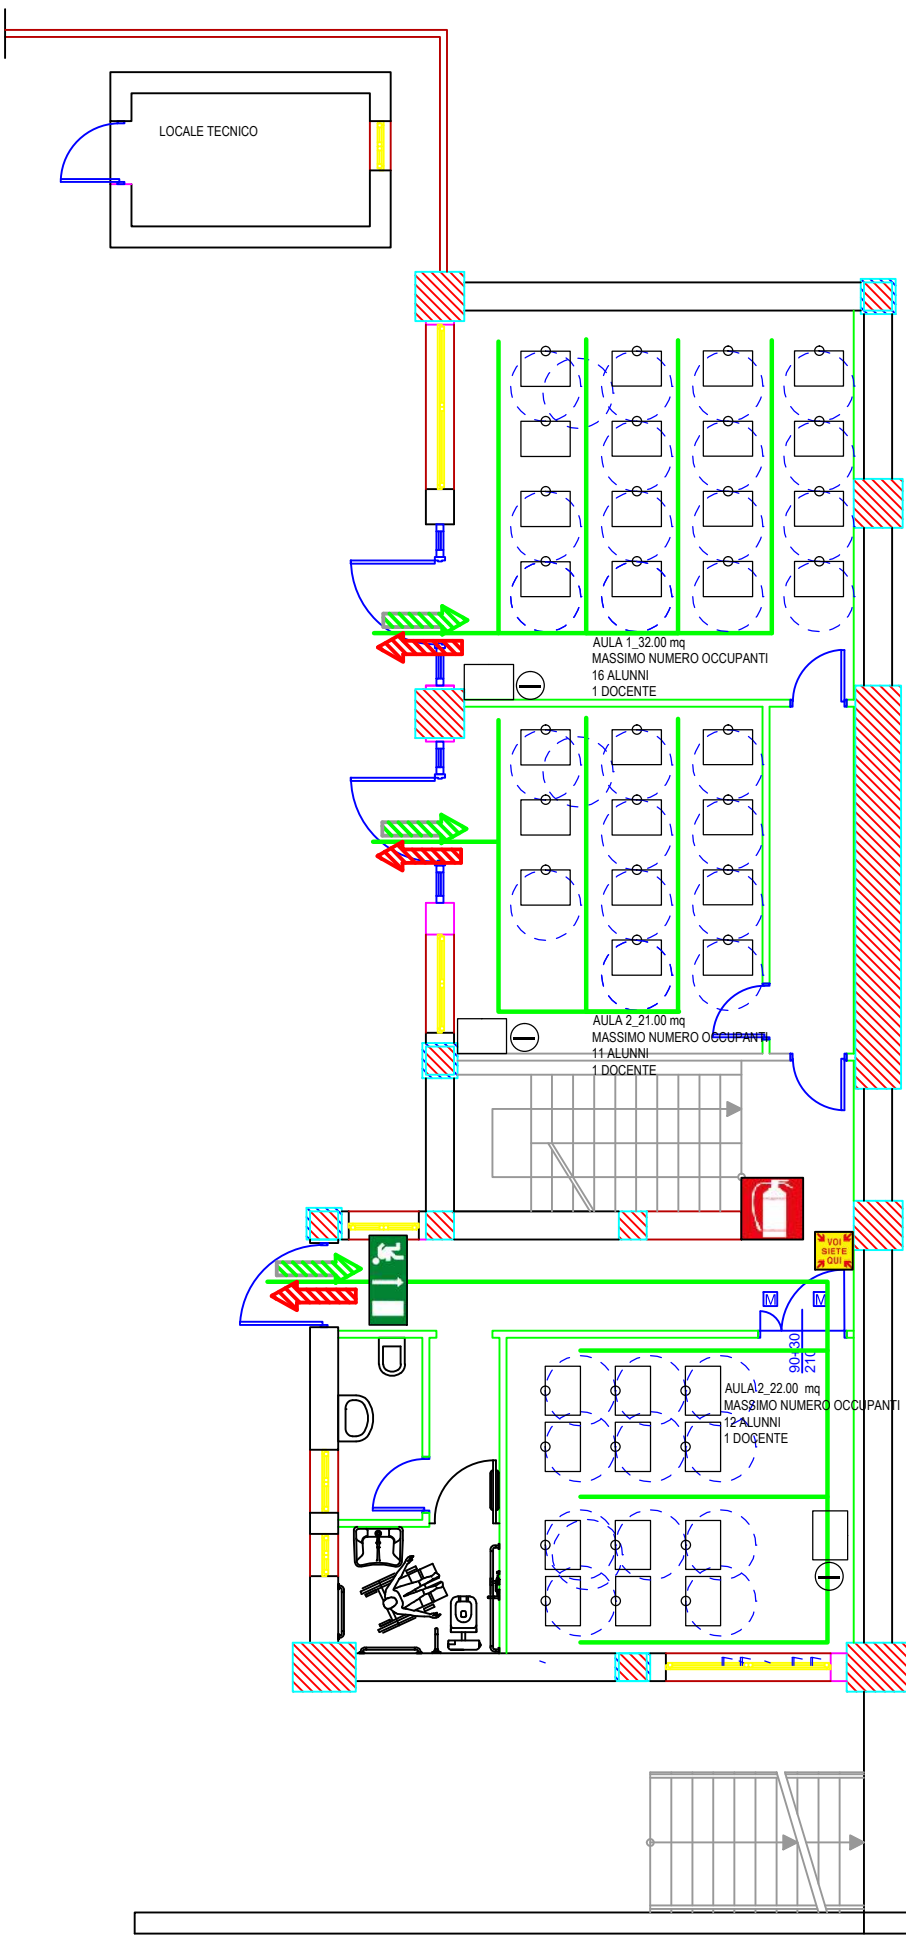 LOCALE TECNICO
AULA 1_32.00 mq
MASSIMO NUMERO OCCUPANTI
16 ALUNNI
1 DOCENTE
AULA 2_21.00 mq
MASSIMO NUMERO OCCUPANTI
11 ALUNNI
1 DOCENTE
VOI
SIETE
QUI
M
M
90+30
210
AULA 2_22.00 mq
MASSIMO NUMERO OCCUPANTI
12 ALUNNI
1 DOCENTE